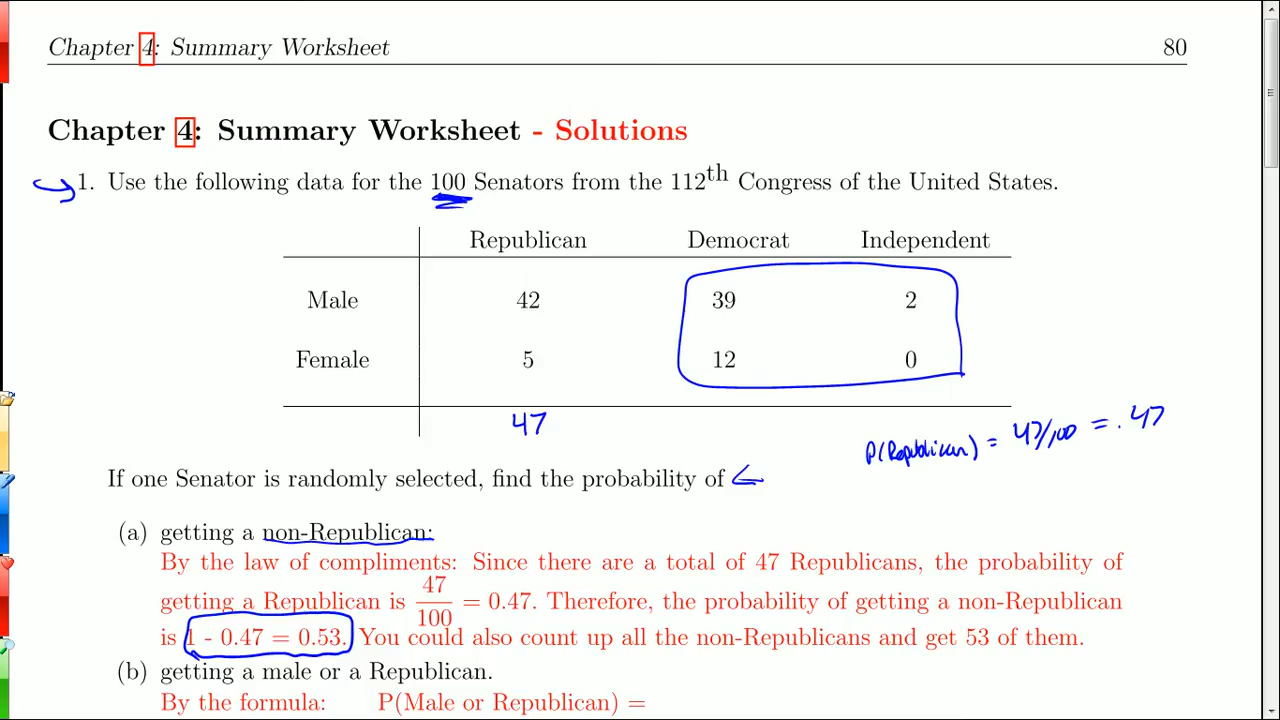 Chapter 4: Summary Worksheet 80
Chapter 4: Summary Worksheet - Solutions
1. Use the following data for the 100 Senators from the 112th Congress of the United States.
Republican Democrat Independent
Male 42 39 2
Female 5 12 0
47
P(Republican) = 47/100 = .47
If one Senator is randomly selected, find the probability of
(a) getting a non-Republican:
By the law of compliments: Since there are a total of 47 Republicans, the probability of
getting a Republican is 47/100 = 0.47. Therefore, the probability of getting a non-Republican
is 1 - 0.47 = 0.53. You could also count up all the non-Republicans and get 53 of them.
(b) getting a male or a Republican.
By the formula: P(Male or Republican) =